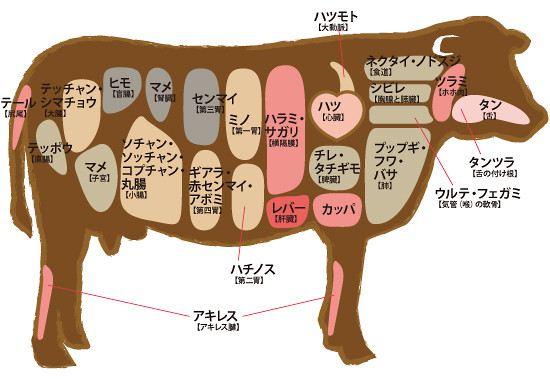 ハツモト
【大動脈】
ネクタイ・ノドスジ
【食道】
シビレ
【胸腺と膵臓】
ツラミ
【ホホ肉】
タン
【舌】
タンツラ
【舌の付け根】
ウルテ・フェガミ
【気管（喉）の軟骨】
テール
【尻尾】
テッチャン・
シマチョウ
【大腸】
ヒモ
【盲腸】
マメ
【腎臓】
センマイ
【第三胃】
ミノ
【第一胃】
ハラミ・
サガリ
【横隔膜】
ハツ
【心臓】
テッポウ
【直腸】
マメ
【子宮】
ソチャン・
ソッチャン・
コプチャン・
丸腸
【小腸】
ギアラ・
赤センマイ・
アボミ
【第四胃】
チレ・
タチギモ
【脾臓】
プップギ・
フワ・
バサ
【肺】
レバー
【肝臓】
カッパ
ハチノス
【第二胃】
アキレス
【アキレス腱】